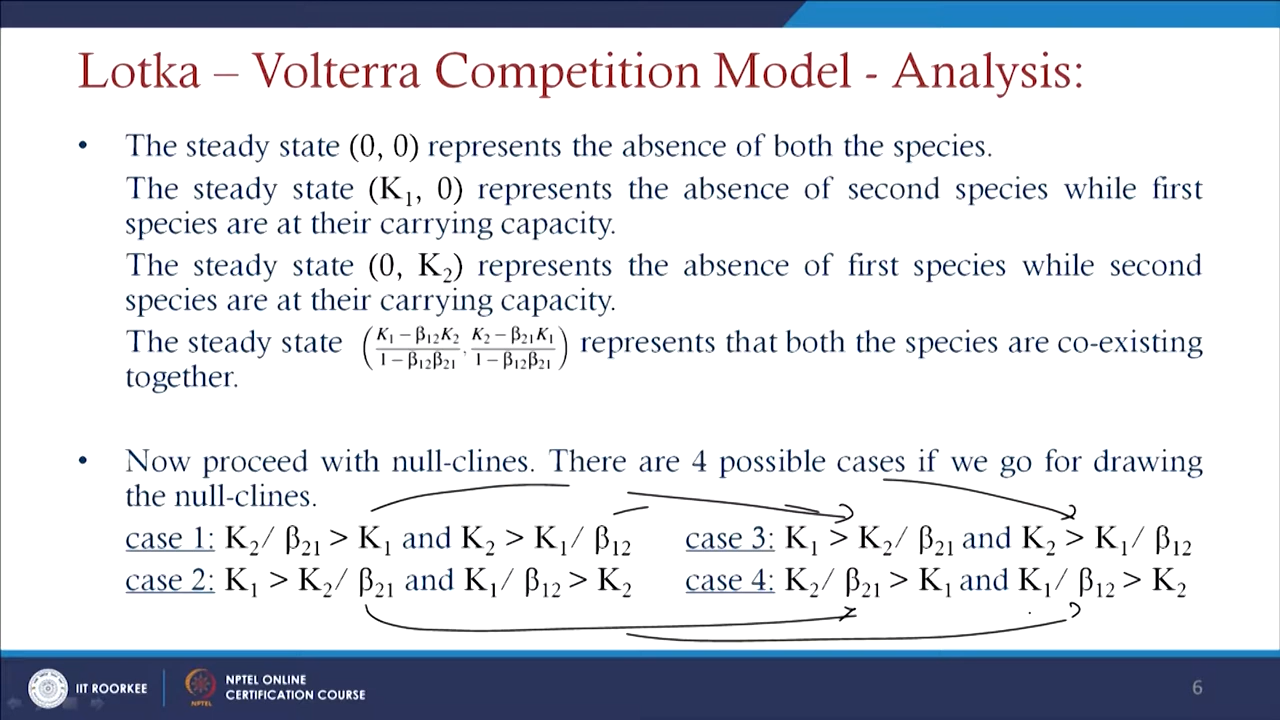 Lotka – Volterra Competition Model - Analysis:
• The steady state (0, 0) represents the absence of both the species.
The steady state (K₁, 0) represents the absence of second species while first
species are at their carrying capacity.
The steady state (0, K₂) represents the absence of first species while second
species are at their carrying capacity.
The steady state ((K₁ − β₁₂K₂)/(1 − β₁₂β₂₁), (K₂ − β₂₁K₁)/(1 − β₁₂β₂₁)) represents that both the species are co-existing
together.
• Now proceed with null-clines. There are 4 possible cases if we go for drawing
the null-clines.
case 1: K₂/ β₂₁ > K₁ and K₂ > K₁/ β₁₂
case 2: K₁ > K₂/ β₂₁ and K₁/ β₁₂ > K₂
case 3: K₁ > K₂/ β₂₁ and K₂ > K₁/ β₁₂
case 4: K₂/ β₂₁ > K₁ and K₁/ β₁₂ > K₂
IIT ROORKEE
NPTEL
NPTEL ONLINE
CERTIFICATION COURSE
6